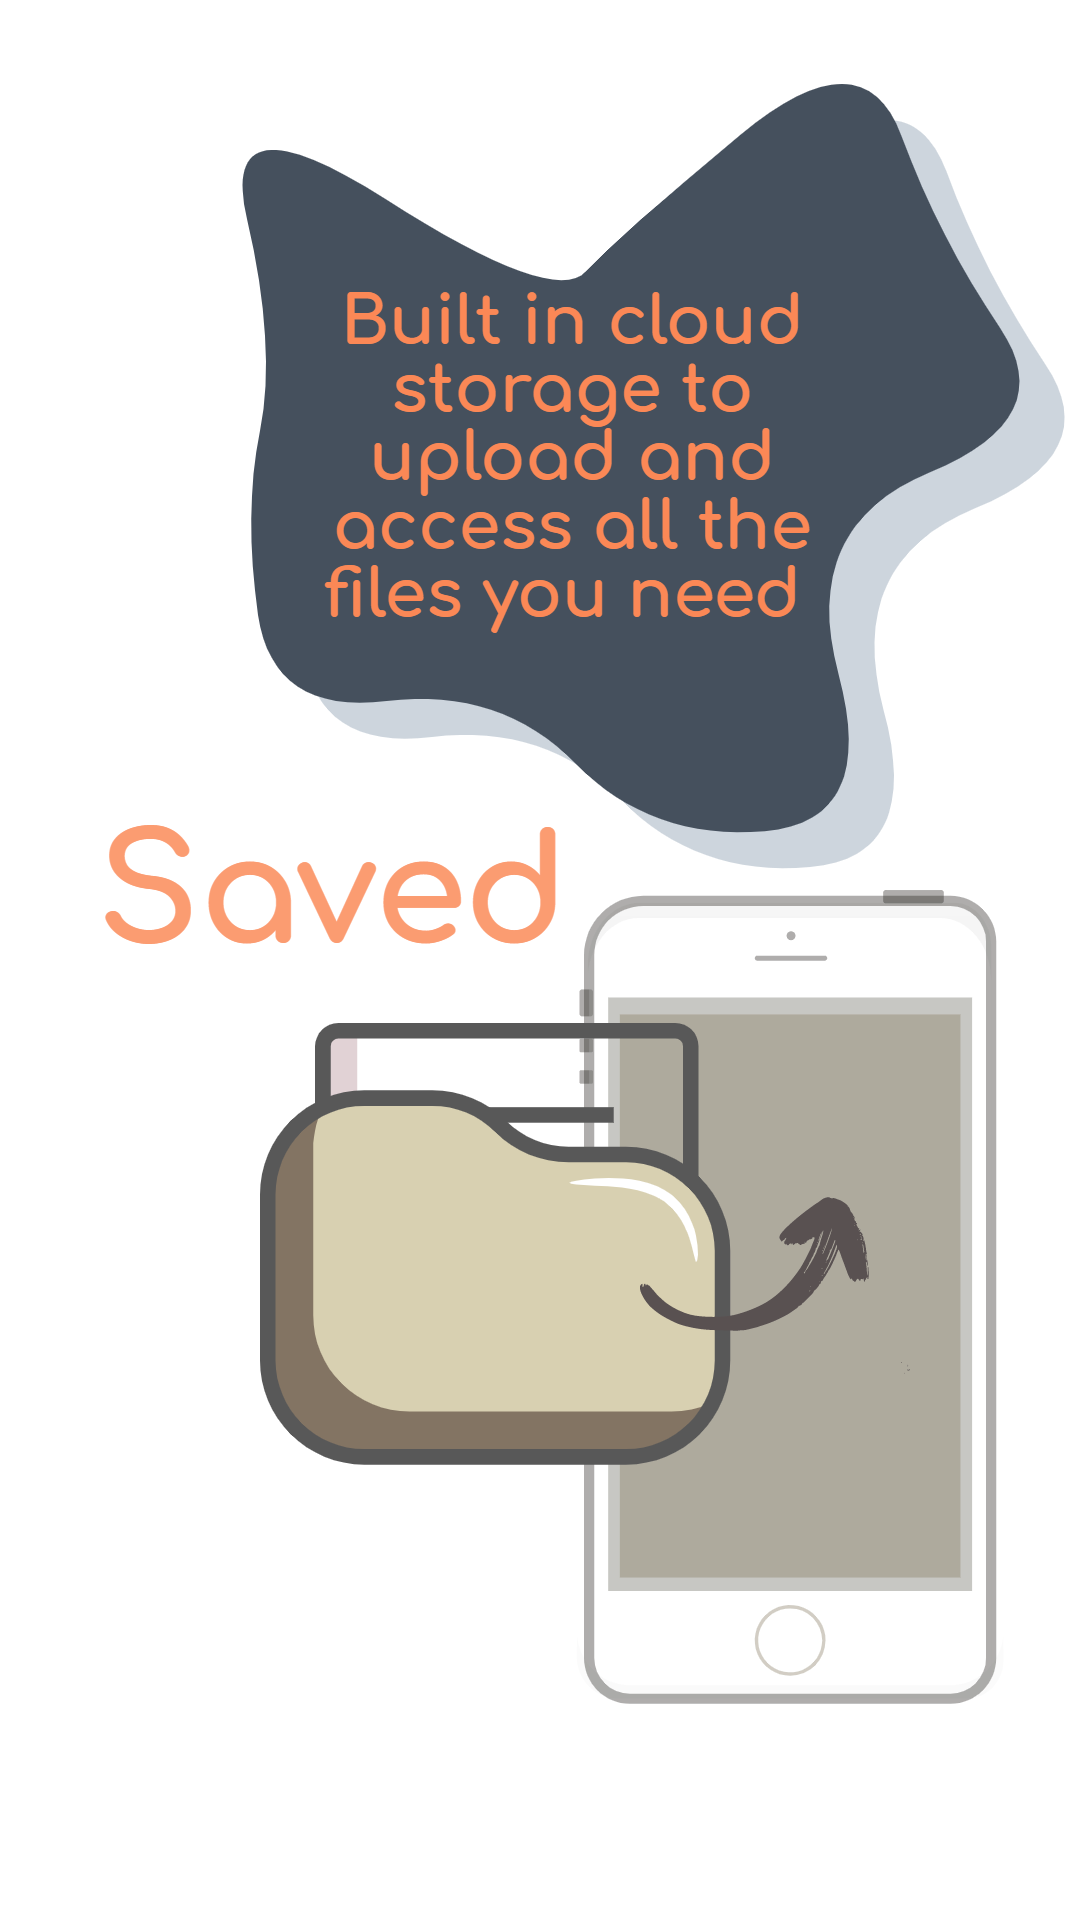 Built in cloud
storage to
upload and
access all the
files you need
Saved